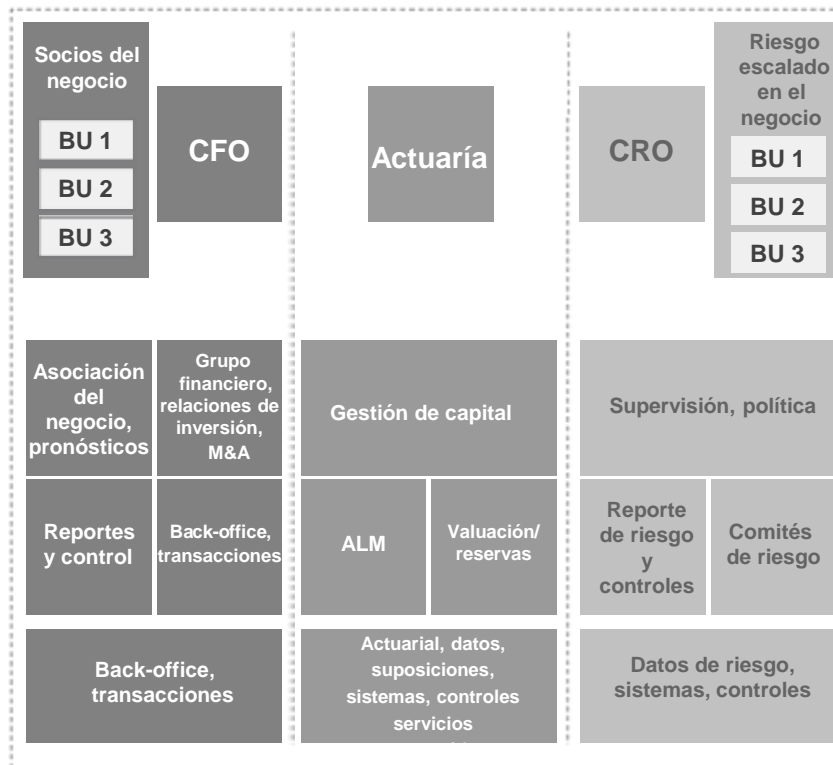 Socios del
negocio
BU 1
BU 2
BU 3
CFO
Actuaría
CRO
Riesgo
escalado
en el
negocio
BU 1
BU 2
BU 3
Asociación
del
negocio,
pronósticos
Grupo
financiero,
relaciones de
inversión,
M&A
Gestión de capital
Supervisión, política
Reportes
y control
Back-office,
transacciones
ALM
Valuación/
reservas
Reporte
de riesgo
y
controles
Comités
de riesgo
Back-office,
transacciones
Actuarial, datos,
suposiciones,
sistemas, controles
servicios
Datos de riesgo,
sistemas, controles